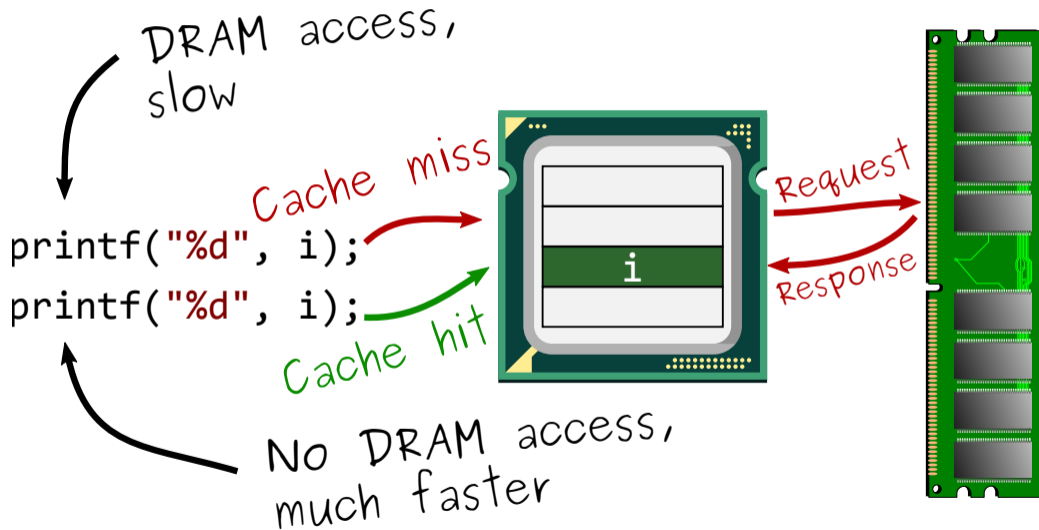 DRAM access,
slow
Cache miss
printf("%d", i);
printf("%d", i);
Cache hit
i
Request
Response
No DRAM access,
much faster